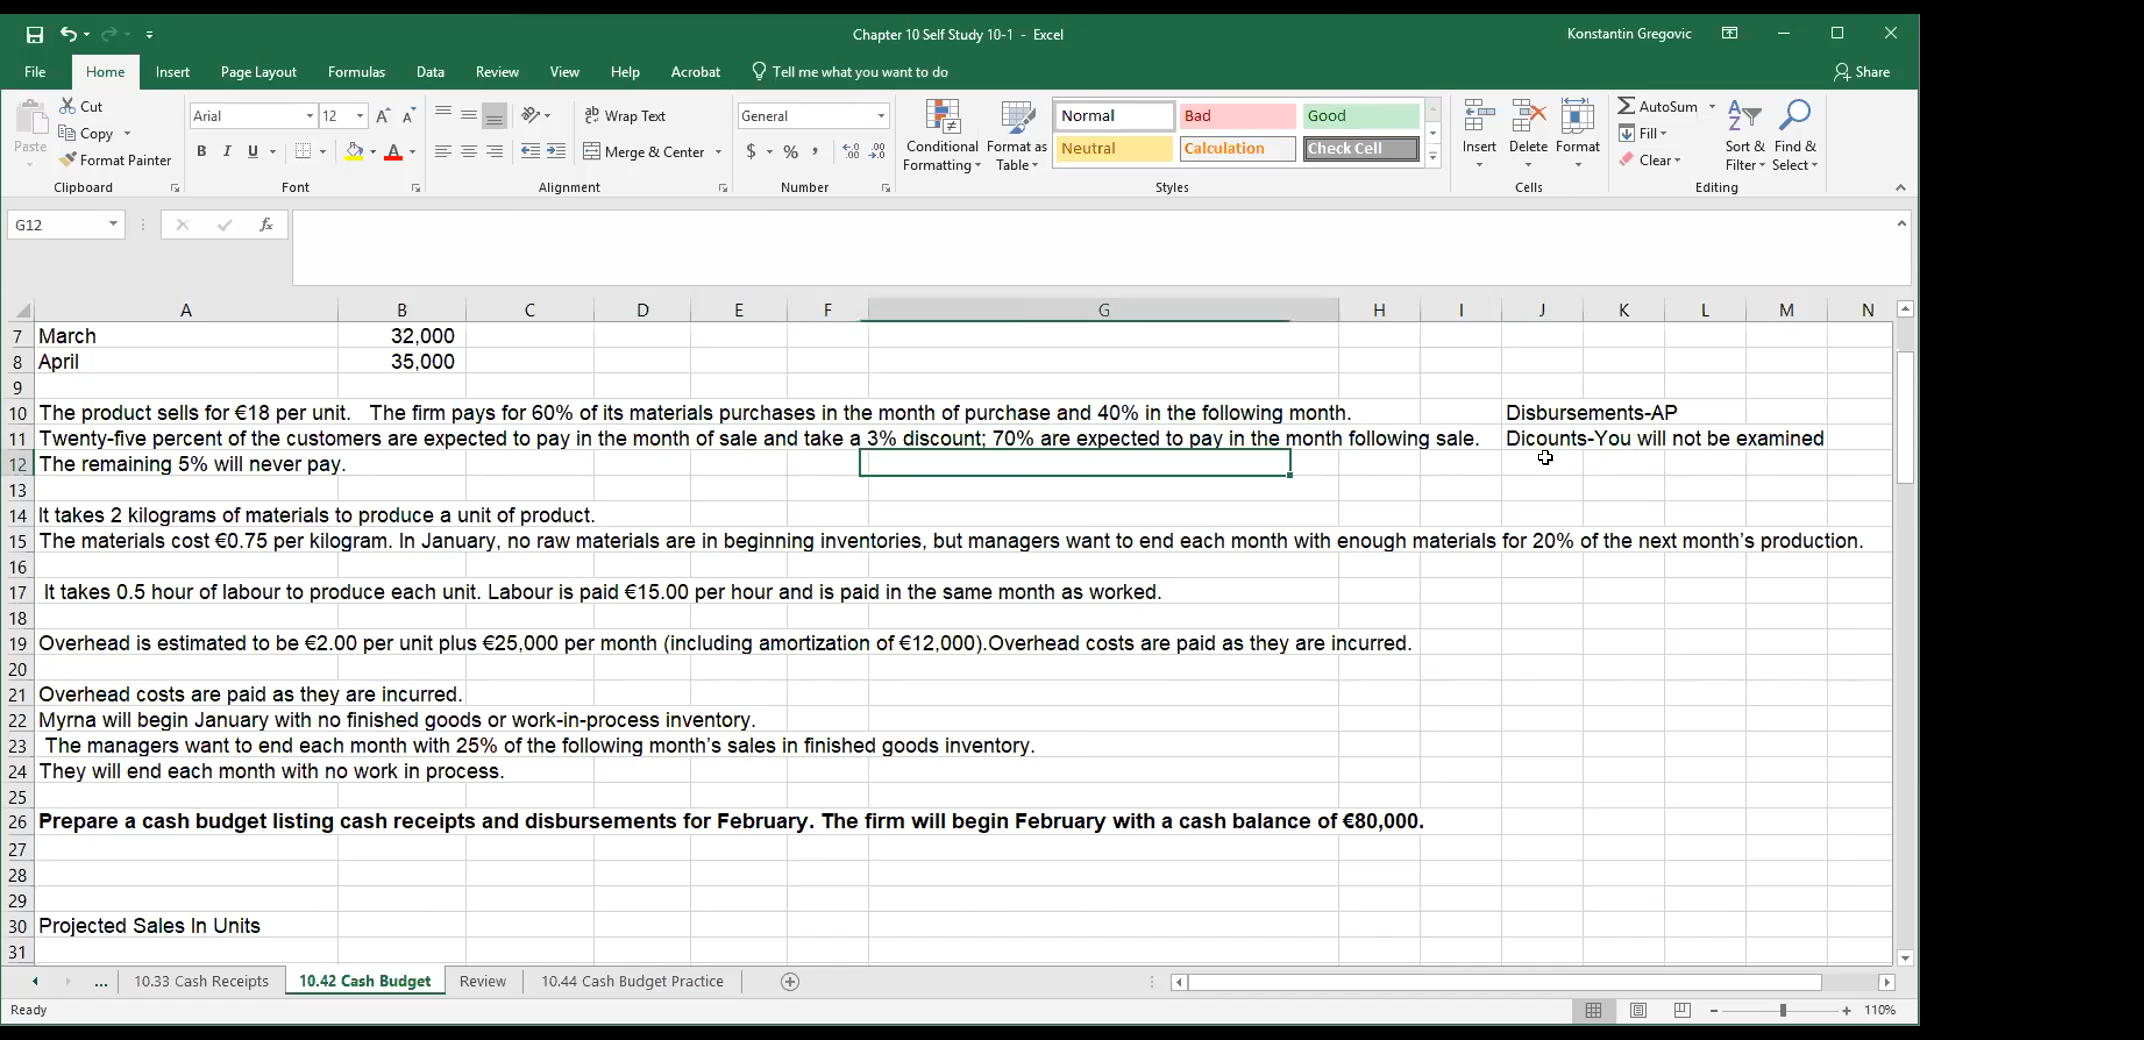 Chapter 10 Self Study 10-1 - Excel
Konstantin Gregovic
File Home Insert Page Layout Formulas Data Review View Help Acrobat Tell me what you want to do Share
Paste
Cut
Copy
Format Painter
Clipboard
Arial 12
B I U
Font
Wrap Text
Merge & Center
Alignment
General
$ % ,
Number
Conditional Formatting
Format as Table
Normal Bad Good
Neutral Calculation Check Cell
Styles
Insert Delete Format
Cells
AutoSum
Fill
Clear
Sort & Filter
Find & Select
Editing
G12 fx
A B C D E F G H I J K L M N
7 March 32,000
8 April 35,000
9
10 The product sells for €18 per unit. The firm pays for 60% of its materials purchases in the month of purchase and 40% in the following month. Disbursements-AP
11 Twenty-five percent of the customers are expected to pay in the month of sale and take a 3% discount; 70% are expected to pay in the month following sale. Dicounts-You will not be examined
12 The remaining 5% will never pay.
13
14 It takes 2 kilograms of materials to produce a unit of product.
15 The materials cost €0.75 per kilogram. In January, no raw materials are in beginning inventories, but managers want to end each month with enough materials for 20% of the next month’s production.
16
17 It takes 0.5 hour of labour to produce each unit. Labour is paid €15.00 per hour and is paid in the same month as worked.
18
19 Overhead is estimated to be €2.00 per unit plus €25,000 per month (including amortization of €12,000).Overhead costs are paid as they are incurred.
20
21 Overhead costs are paid as they are incurred.
22 Myrna will begin January with no finished goods or work-in-process inventory.
23 The managers want to end each month with 25% of the following month’s sales in finished goods inventory.
24 They will end each month with no work in process.
25
26 Prepare a cash budget listing cash receipts and disbursements for February. The firm will begin February with a cash balance of €80,000.
27
28
29
30 Projected Sales In Units
31
... 10.33 Cash Receipts 10.42 Cash Budget Review 10.44 Cash Budget Practice
Ready 110%